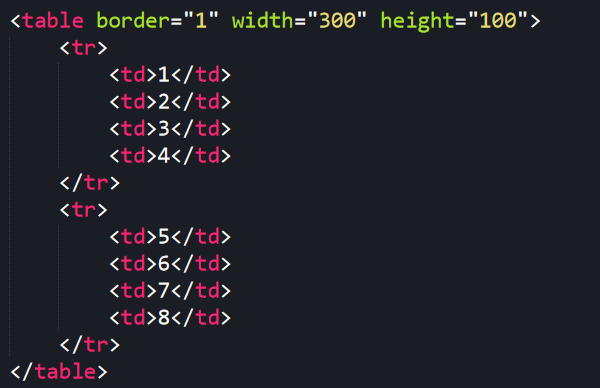 <table border="1" width="300" height="100">
    <tr>
        <td>1</td>
        <td>2</td>
        <td>3</td>
        <td>4</td>
    </tr>
    <tr>
        <td>5</td>
        <td>6</td>
        <td>7</td>
        <td>8</td>
    </tr>
</table>